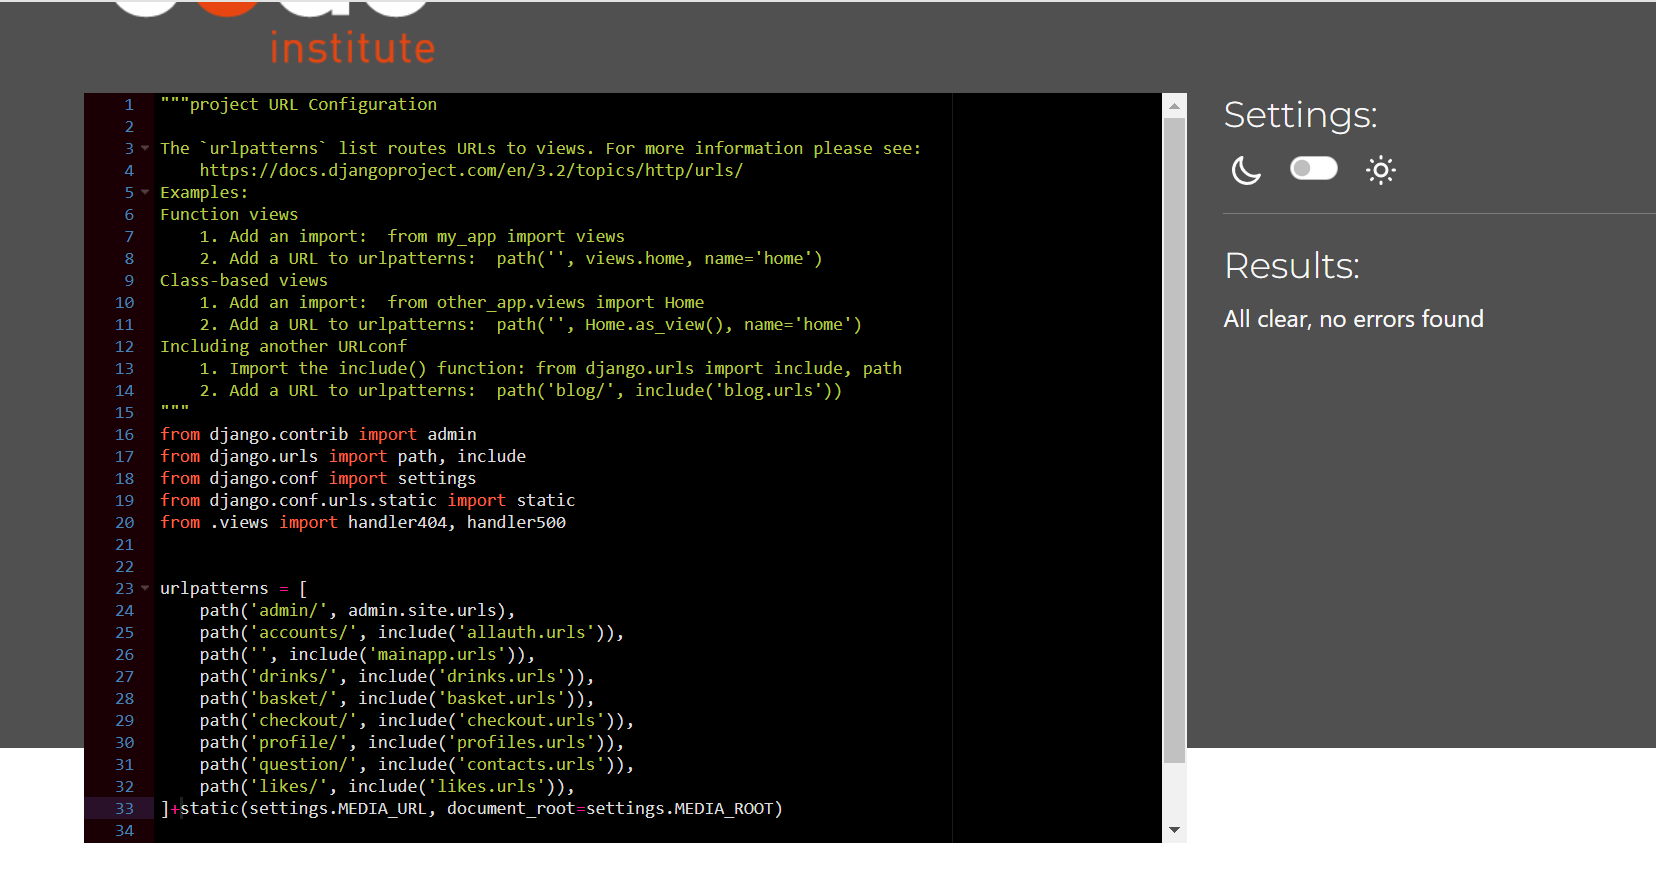 institute
1 """project URL Configuration
2
3 The `urlpatterns` list routes URLs to views. For more information please see:
4     https://docs.djangoproject.com/en/3.2/topics/http/urls/
5 Examples:
6 Function views
7     1. Add an import:  from my_app import views
8     2. Add a URL to urlpatterns:  path('', views.home, name='home')
9 Class-based views
10     1. Add an import:  from other_app.views import Home
11     2. Add a URL to urlpatterns:  path('', Home.as_view(), name='home')
12 Including another URLconf
13     1. Import the include() function: from django.urls import include, path
14     2. Add a URL to urlpatterns:  path('blog/', include('blog.urls'))
15 """
16 from django.contrib import admin
17 from django.urls import path, include
18 from django.conf import settings
19 from django.conf.urls.static import static
20 from .views import handler404, handler500
21
22
23 urlpatterns = [
24     path('admin/', admin.site.urls),
25     path('accounts/', include('allauth.urls')),
26     path('', include('mainapp.urls')),
27     path('drinks/', include('drinks.urls')),
28     path('basket/', include('basket.urls')),
29     path('checkout/', include('checkout.urls')),
30     path('profile/', include('profiles.urls')),
31     path('question/', include('contacts.urls')),
32     path('likes/', include('likes.urls')),
33 ]+static(settings.MEDIA_URL, document_root=settings.MEDIA_ROOT)
34
Settings:
Results:
All clear, no errors found